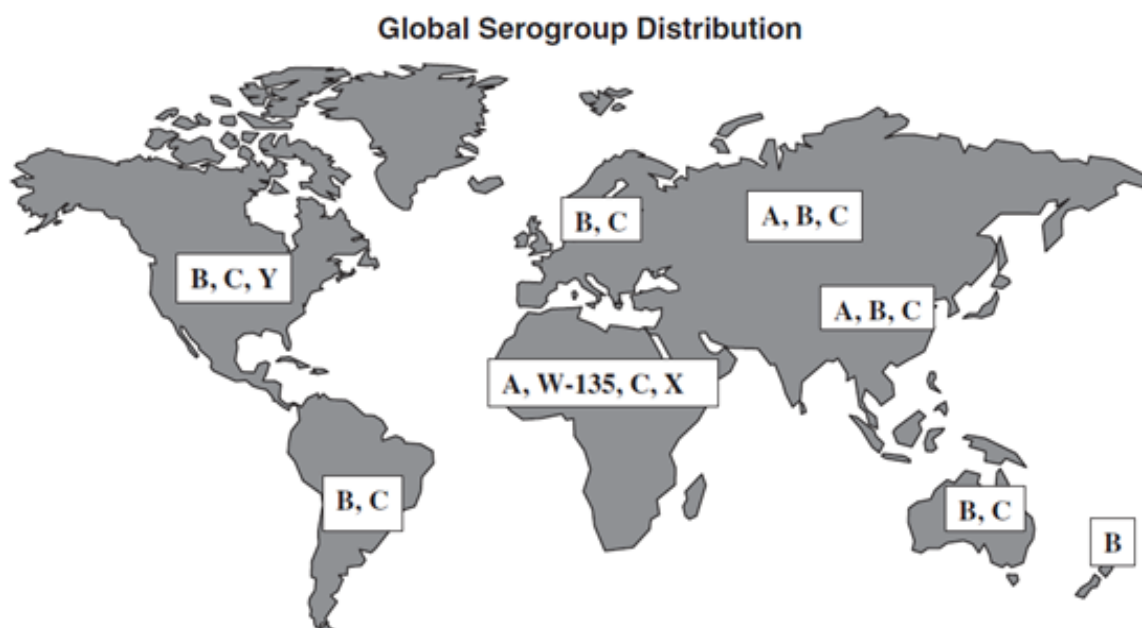 Global Serogroup Distribution
B, C
A, B, C
B, C, Y
A, B, C
A, W-135, C, X
B, C
B, C
B